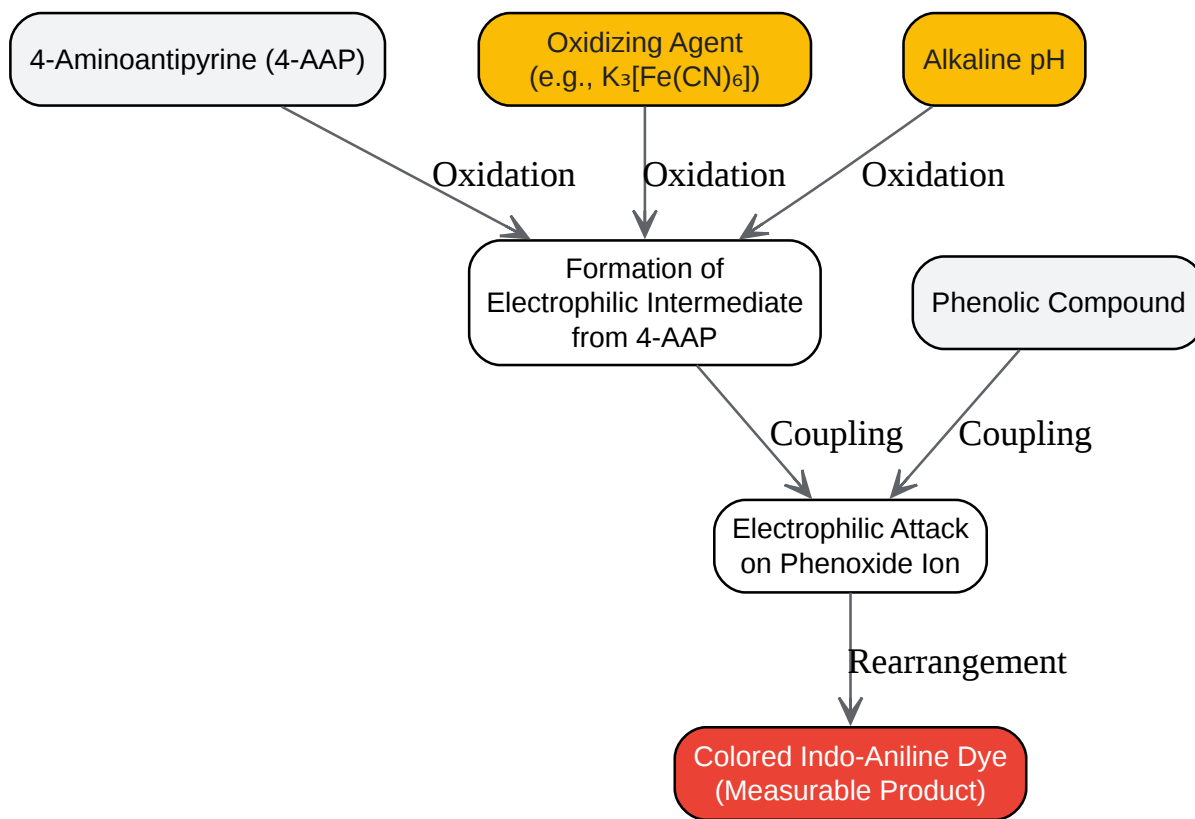 4-Aminoantipyrine (4-AAP)
Oxidizing Agent
(e.g., K₃[Fe(CN)₆])
Alkaline pH
Oxidation
Oxidation
Oxidation
Formation of
Electrophilic Intermediate
from 4-AAP
Phenolic Compound
Coupling
Coupling
Electrophilic Attack
on Phenoxide Ion
Rearrangement
Colored Indo-Aniline Dye
(Measurable Product)